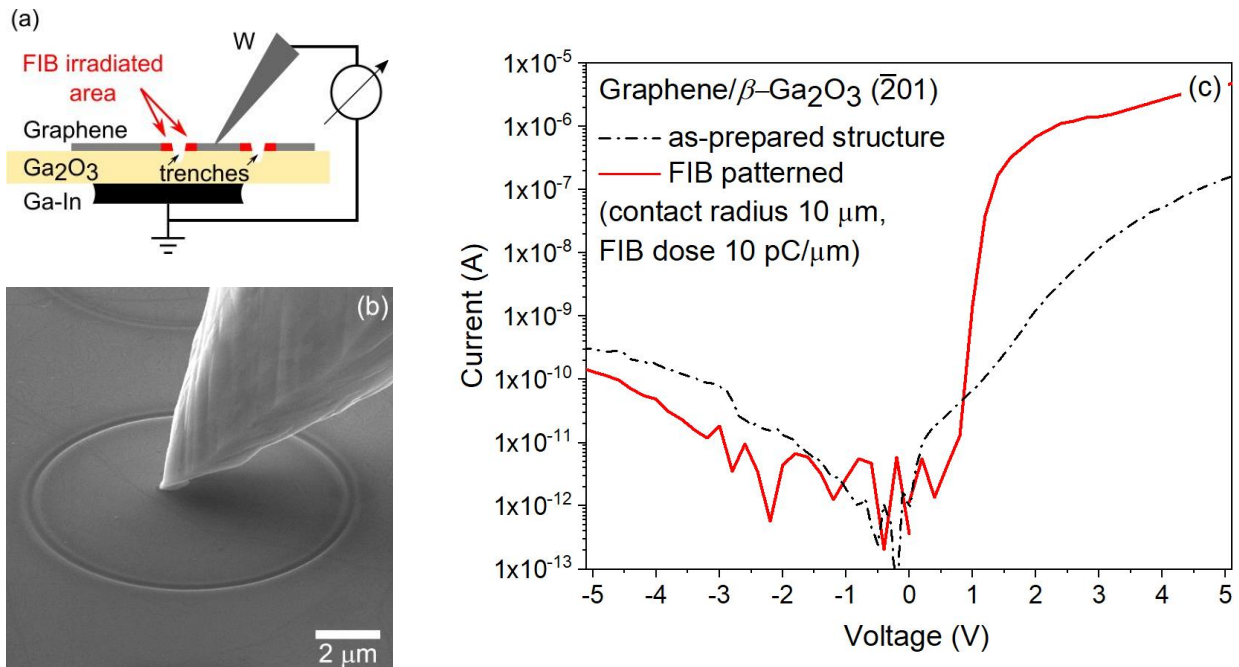 (a)
W
FIB irradiated
area
Graphene
Ga2O3
trenches
Ga-In
(b)
2 μm
(c)
Graphene/β–Ga2O3 (2̅01)
as-prepared structure
FIB patterned
(contact radius 10 μm,
FIB dose 10 pC/μm)
Current (A)
1x10-5
1x10-6
1x10-7
1x10-8
1x10-9
1x10-10
1x10-11
1x10-12
1x10-13
-5 -4 -3 -2 -1 0 1 2 3 4 5
Voltage (V)